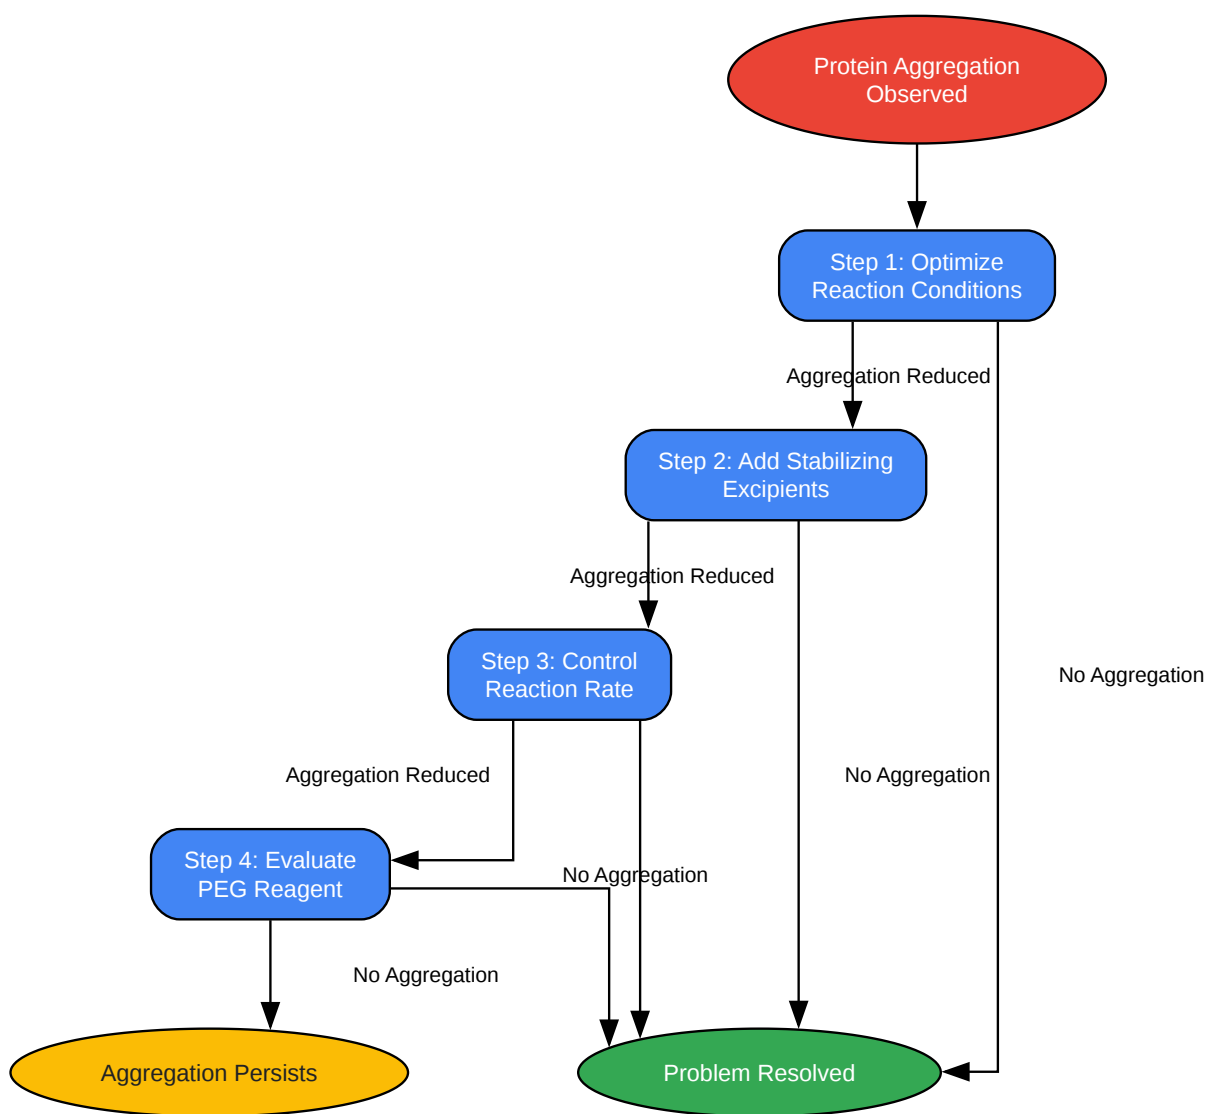 Protein Aggregation
Observed
Step 1: Optimize
Reaction Conditions
Aggregation Reduced
Step 2: Add Stabilizing
Excipients
Aggregation Reduced
Step 3: Control
Reaction Rate
No Aggregation
Aggregation Reduced
No Aggregation
Step 4: Evaluate
PEG Reagent
No Aggregation
No Aggregation
Aggregation Persists
Problem Resolved